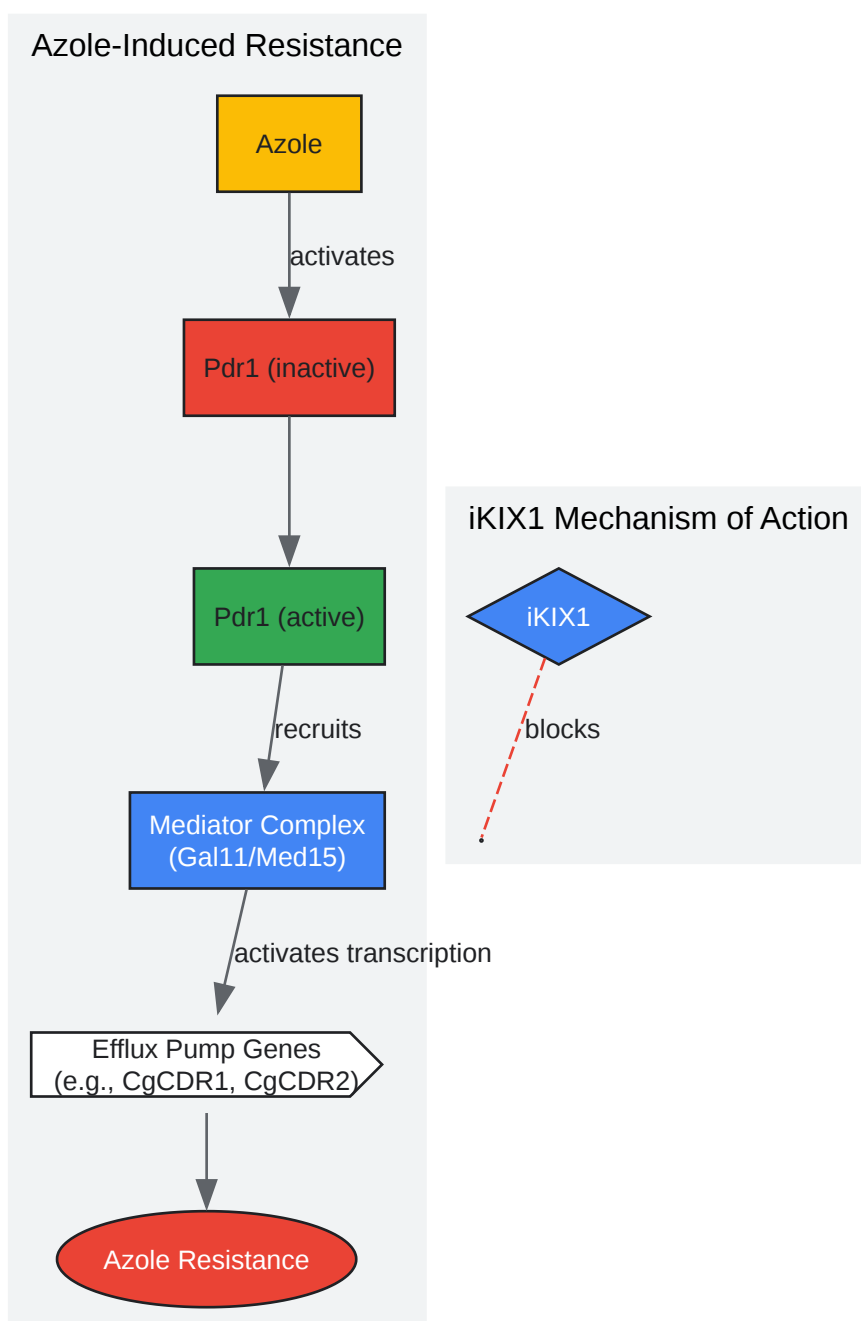 Azole-Induced Resistance
Azole
activates
Pdr1 (inactive)
Pdr1 (active)
recruits
Mediator Complex
(Gal11/Med15)
activates transcription
Efflux Pump Genes
(e.g., CgCDR1, CgCDR2)
Azole Resistance
iKIX1 Mechanism of Action
iKIX1
blocks